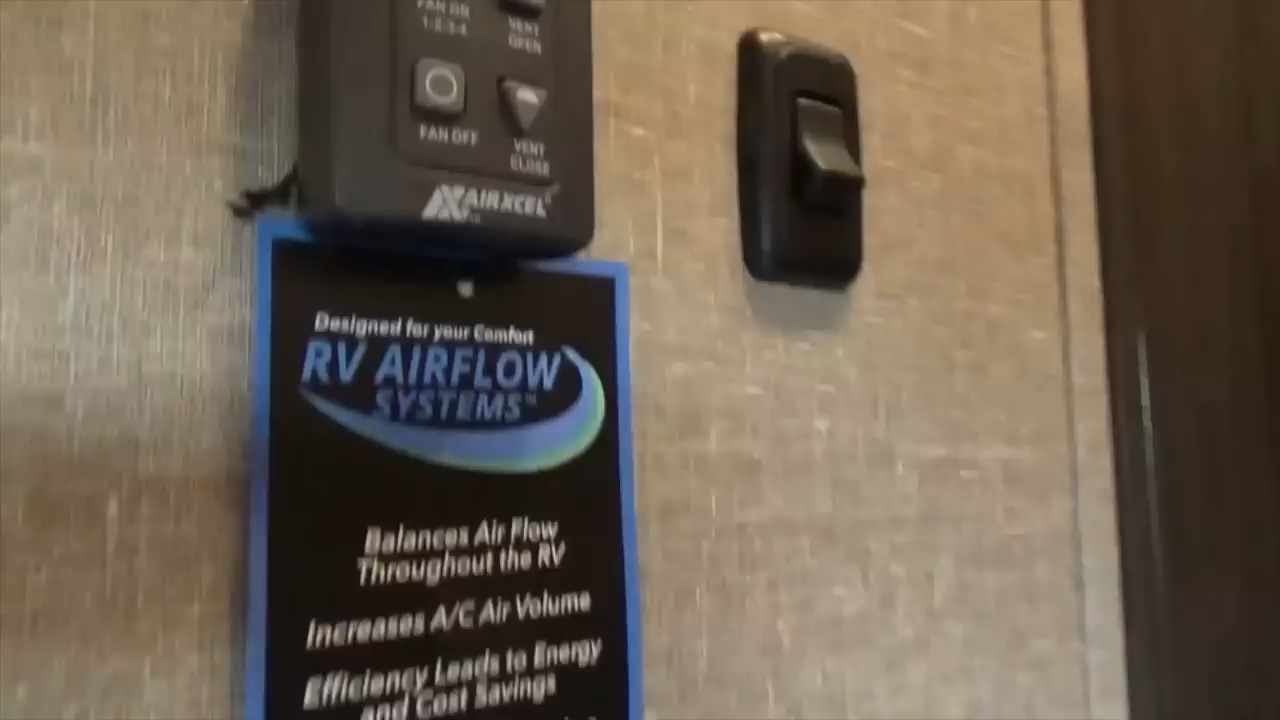 FAN ON
1-2-3-4
VENT
OPEN
FAN OFF
VENT
CLOSE
AIRXCEL
Designed for your Comfort
RV AIRFLOW
SYSTEMS™
Balances Air Flow
Throughout the RV
Increases A/C Air Volume
Efficiency Leads to Energy
and Cost Savings